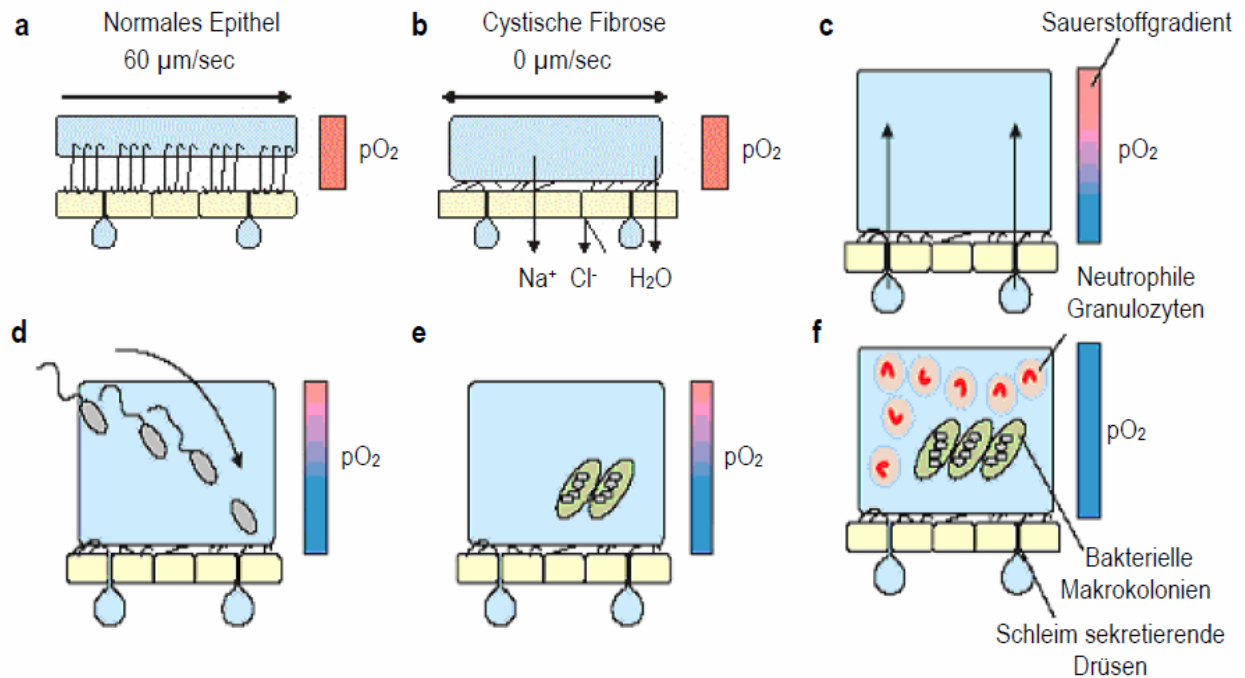 a
Normales Epithel
60 µm/sec
pO₂
b
Cystische Fibrose
0 µm/sec
pO₂
Na⁺ Cl⁻ H₂O
c
Sauerstoffgradient
pO₂
d
pO₂
e
pO₂
Neutrophile
Granulozyten
f
pO₂
Bakterielle
Makrokolonien
Schleim sekretierende
Drüsen